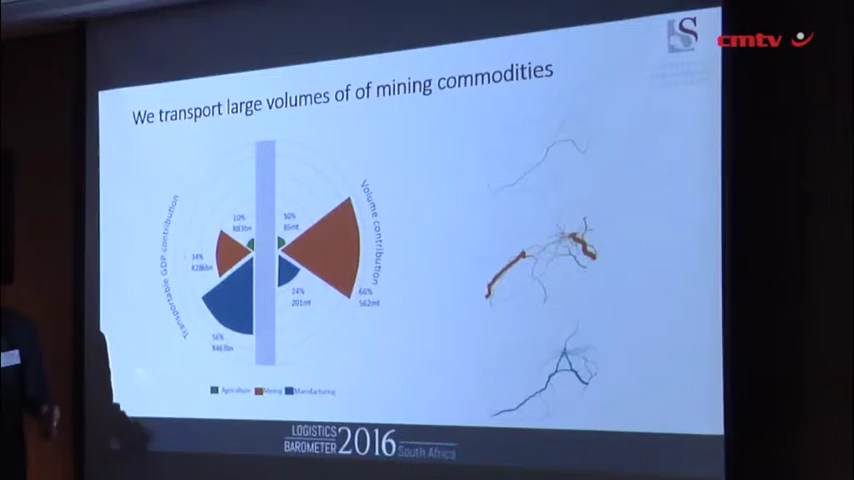 cmtv
We transport large volumes of of mining commodities
Transportable GDP contribution
Volume contribution
10%
R83bn
10%
85mt
34%
R286bn
24%
201mt
66%
562mt
56%
R467bn
Agriculture
Mining
Manufacturing
LOGISTICS
BAROMETER
2016
South Africa